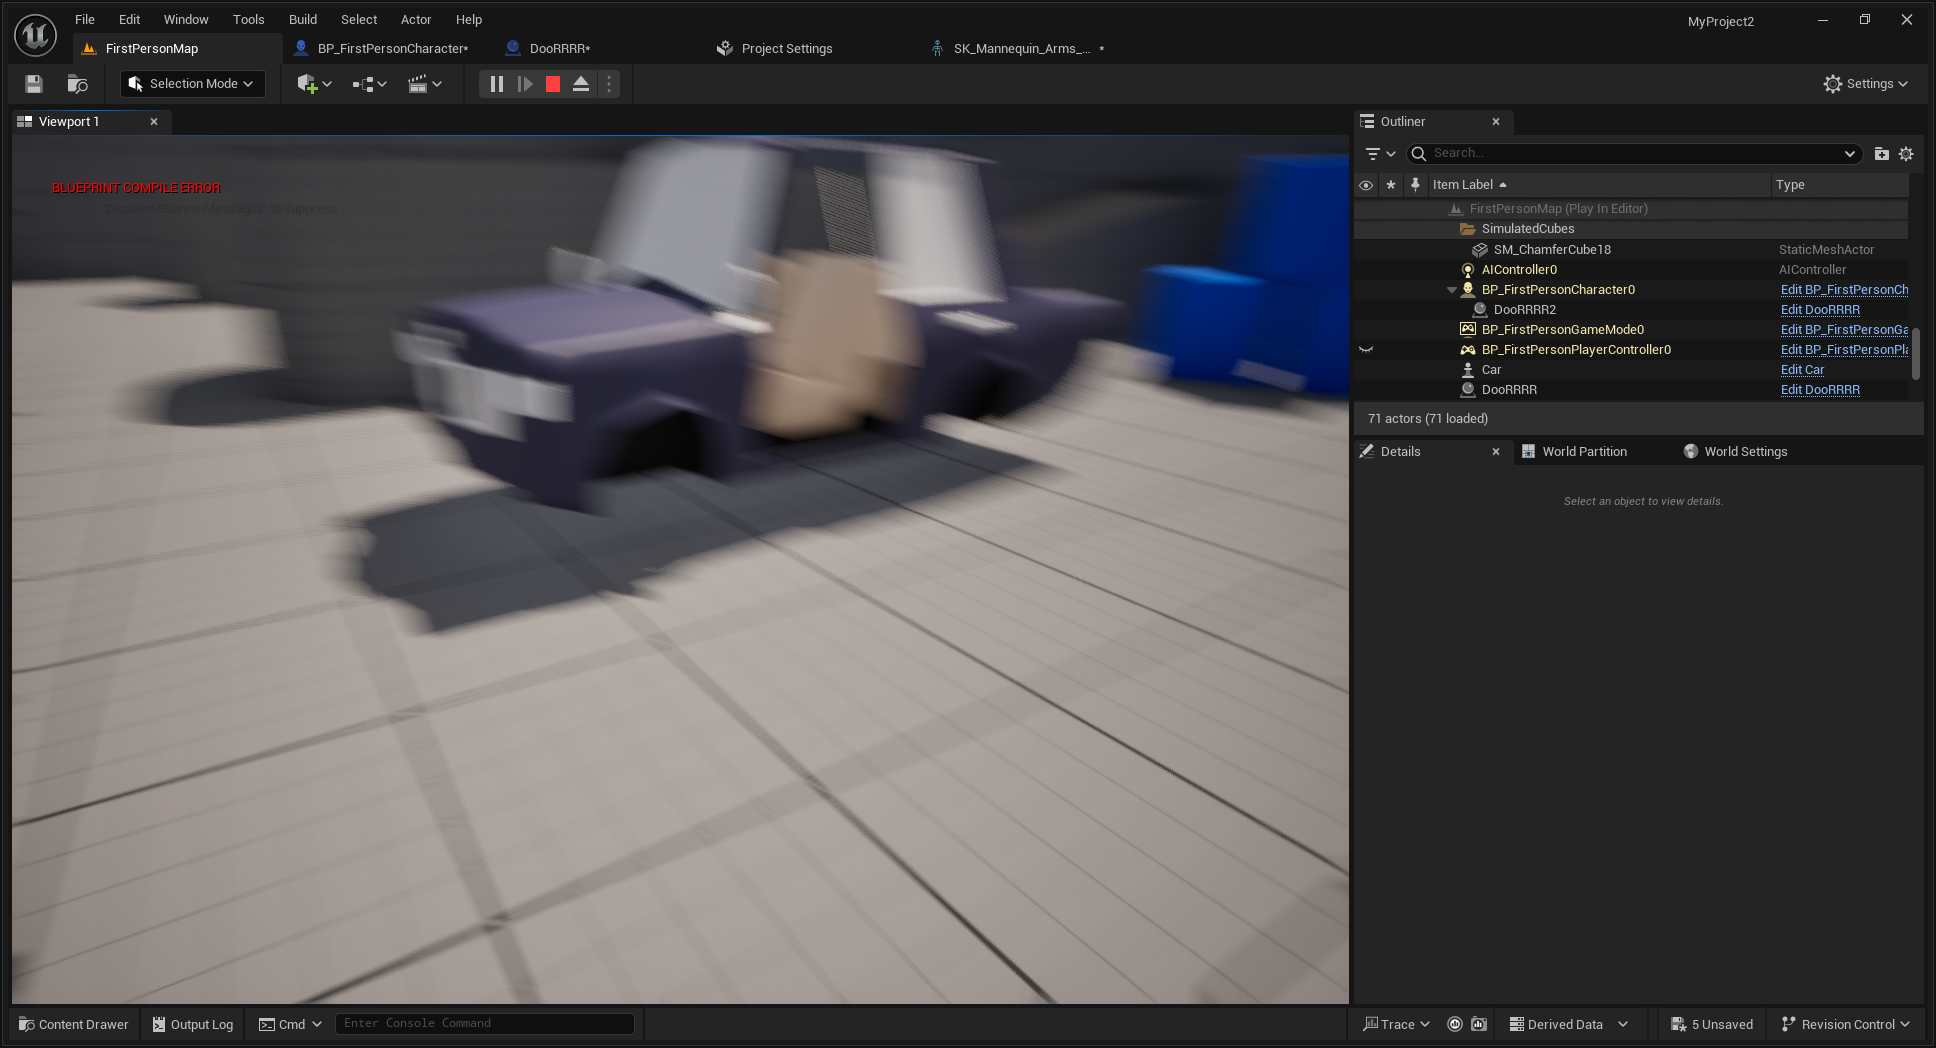 File Edit Window Tools Build Select Actor Help
MyProject2
FirstPersonMap
BP_FirstPersonCharacter*
DooRRRR*
Project Settings
SK_Mannequin_Arms_... *
Selection Mode
Settings
Viewport 1
Outliner
Search...
Item Label
Type
BLUEPRINT COMPILE ERROR
'DisableAllScreenMessages' to suppress
FirstPersonMap (Play In Editor)
SimulatedCubes
SM_ChamferCube18 StaticMeshActor
AIController0 AIController
BP_FirstPersonCharacter0 Edit BP_FirstPersonCh
DooRRRR2 Edit DooRRRR
BP_FirstPersonGameMode0 Edit BP_FirstPersonGa
BP_FirstPersonPlayerController0 Edit BP_FirstPersonPla
Car Edit Car
DooRRRR Edit DooRRRR
71 actors (71 loaded)
Details
World Partition
World Settings
Select an object to view details.
Content Drawer
Output Log
Cmd
Enter Console Command
Trace
Derived Data
5 Unsaved
Revision Control